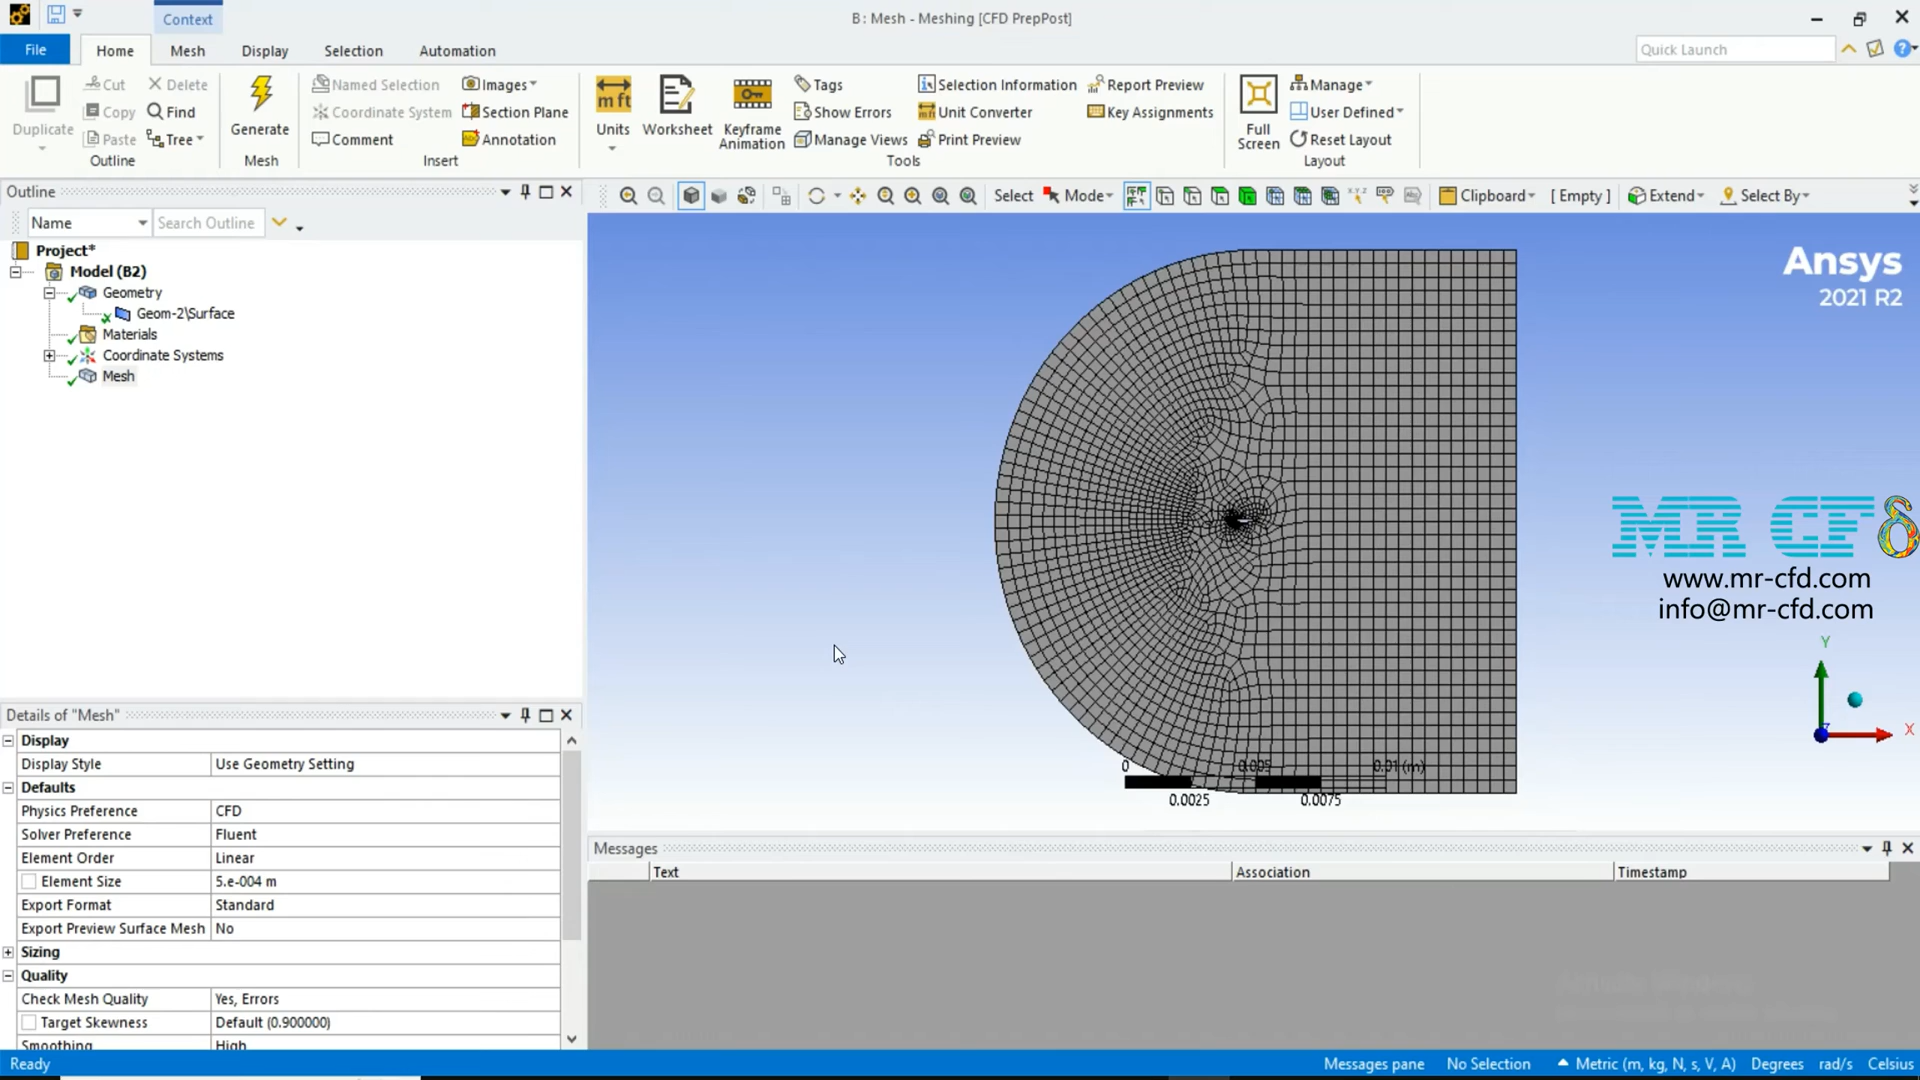 Context
B: Mesh - Meshing [CFD PrepPost]
File
Home
Mesh
Display
Selection
Automation
Quick Launch
Duplicate
Cut
Copy
Paste
Delete
Find
Tree
Outline
Generate
Mesh
Named Selection
Coordinate System
Comment
Images
Section Plane
Annotation
Insert
Units
Worksheet
Keyframe
Animation
Tags
Show Errors
Manage Views
Selection Information
Unit Converter
Print Preview
Report Preview
Key Assignments
Tools
Full
Screen
Manage
User Defined
Reset Layout
Layout
Outline
Select
Mode
Clipboard
[ Empty ]
Extend
Select By
Name
Search Outline
Project*
Model (B2)
Geometry
Geom-2\Surface
Materials
Coordinate Systems
Mesh
Ansys
2021 R2
MR CFD
www.mr-cfd.com
info@mr-cfd.com
Y
X
Z
0
0.005
0.01 (m)
0.0025
0.0075
Details of "Mesh"
Display
Display Style Use Geometry Setting
Defaults
Physics Preference CFD
Solver Preference Fluent
Element Order Linear
Element Size 5.e-004 m
Export Format Standard
Export Preview Surface Mesh No
Sizing
Quality
Check Mesh Quality Yes, Errors
Target Skewness Default (0.900000)
Smoothing High
Messages
Text
Association
Timestamp
Ready
Messages pane
No Selection
Metric (m, kg, N, s, V, A)
Degrees
rad/s
Celsius